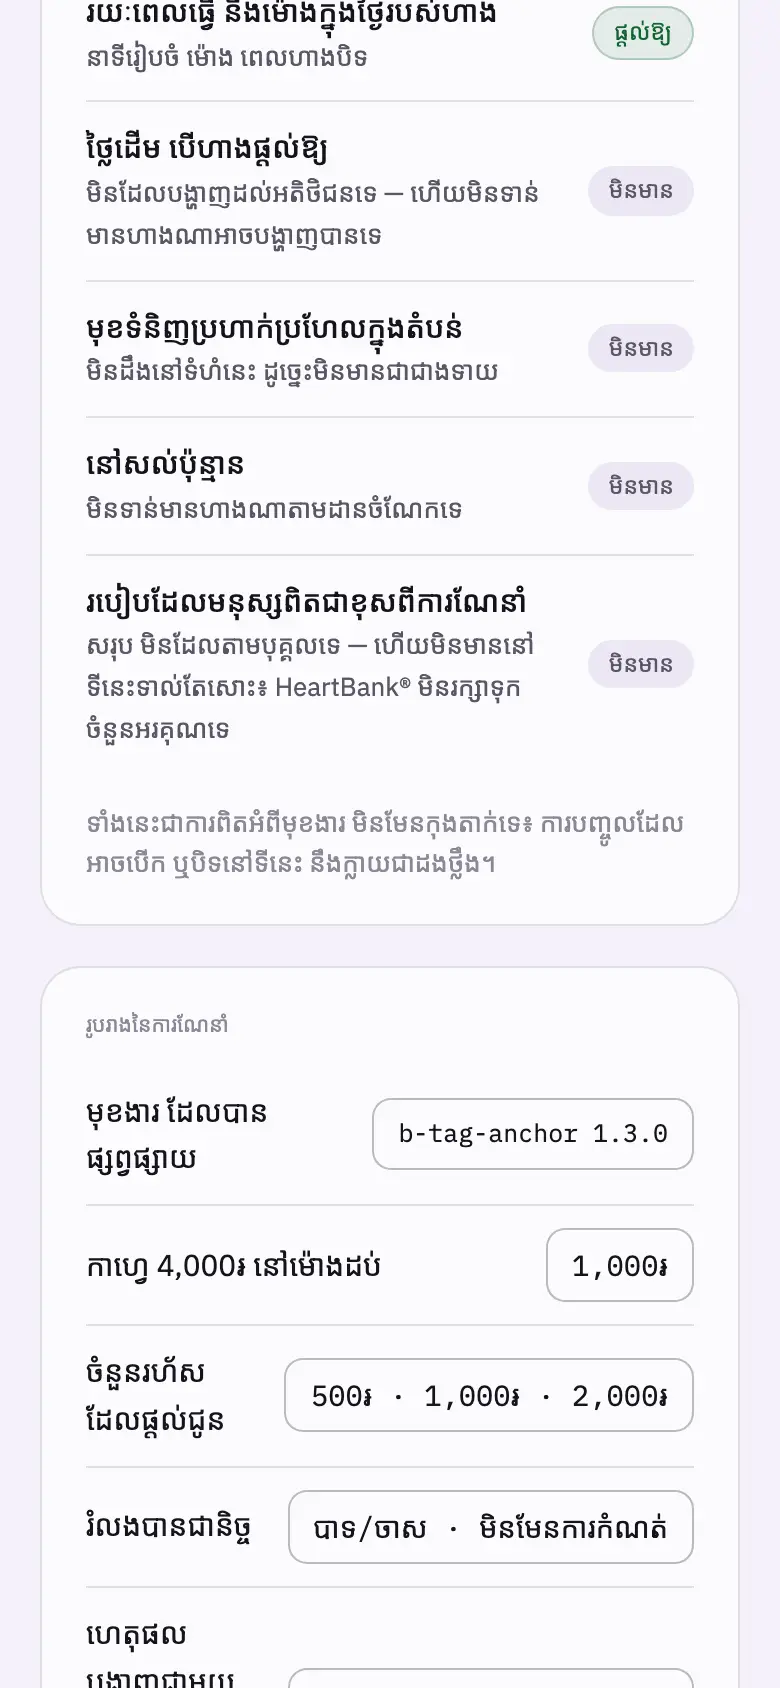 រយៈពេលធ្វើ និងម៉ោងក្នុងថ្ងៃរបស់ហាង
នាទីរៀបចំ ម៉ោង ពេលហាងបិទ
ផ្តល់ឱ្យ
ថ្លៃដើម បើហាងផ្តល់ឱ្យ
មិនដែលបង្ហាញដល់អតិថិជនទេ — ហើយមិនទាន់
មានហាងណាអាចបង្ហាញបានទេ
មិនមាន
មុខទំនិញប្រហាក់ប្រហែលក្នុងតំបន់
មិនដឹងនៅទំហំនេះ ដូច្នេះមិនមានជាជាងទាយ
មិនមាន
នៅសល់ប៉ុន្មាន
មិនទាន់មានហាងណាតាមដានចំណែកទេ
មិនមាន
របៀបដែលមនុស្សពិតជាខុសពីការណែនាំ
សរុប មិនដែលតាមបុគ្គលទេ — ហើយមិនមាននៅ
ទីនេះទាល់តែសោះ៖ HeartBank® មិនរក្សាទុក
ចំនួនអរគុណទេ
មិនមាន
ទាំងនេះជាការពិតអំពីមុខងារ មិនមែនកុងតាក់ទេ៖ ការបញ្ចូលដែល
អាចបើក ឬបិទនៅទីនេះ នឹងក្លាយជាដងថ្លឹង។
រូបរាងនៃការណែនាំ
មុខងារ ដែលបាន
ផ្សព្វផ្សាយ
b-tag-anchor 1.3.0
កាហ្វេ 4,000៛ នៅម៉ោងដប់
1,000៛
ចំនួនរហ័ស
ដែលផ្តល់ជូន
500៛ · 1,000៛ · 2,000៛
រំលងបានជានិច្ច
បាទ/ចាស · មិនមែនការកំណត់
ហេតុផល
បង្ហាញជាមួយ